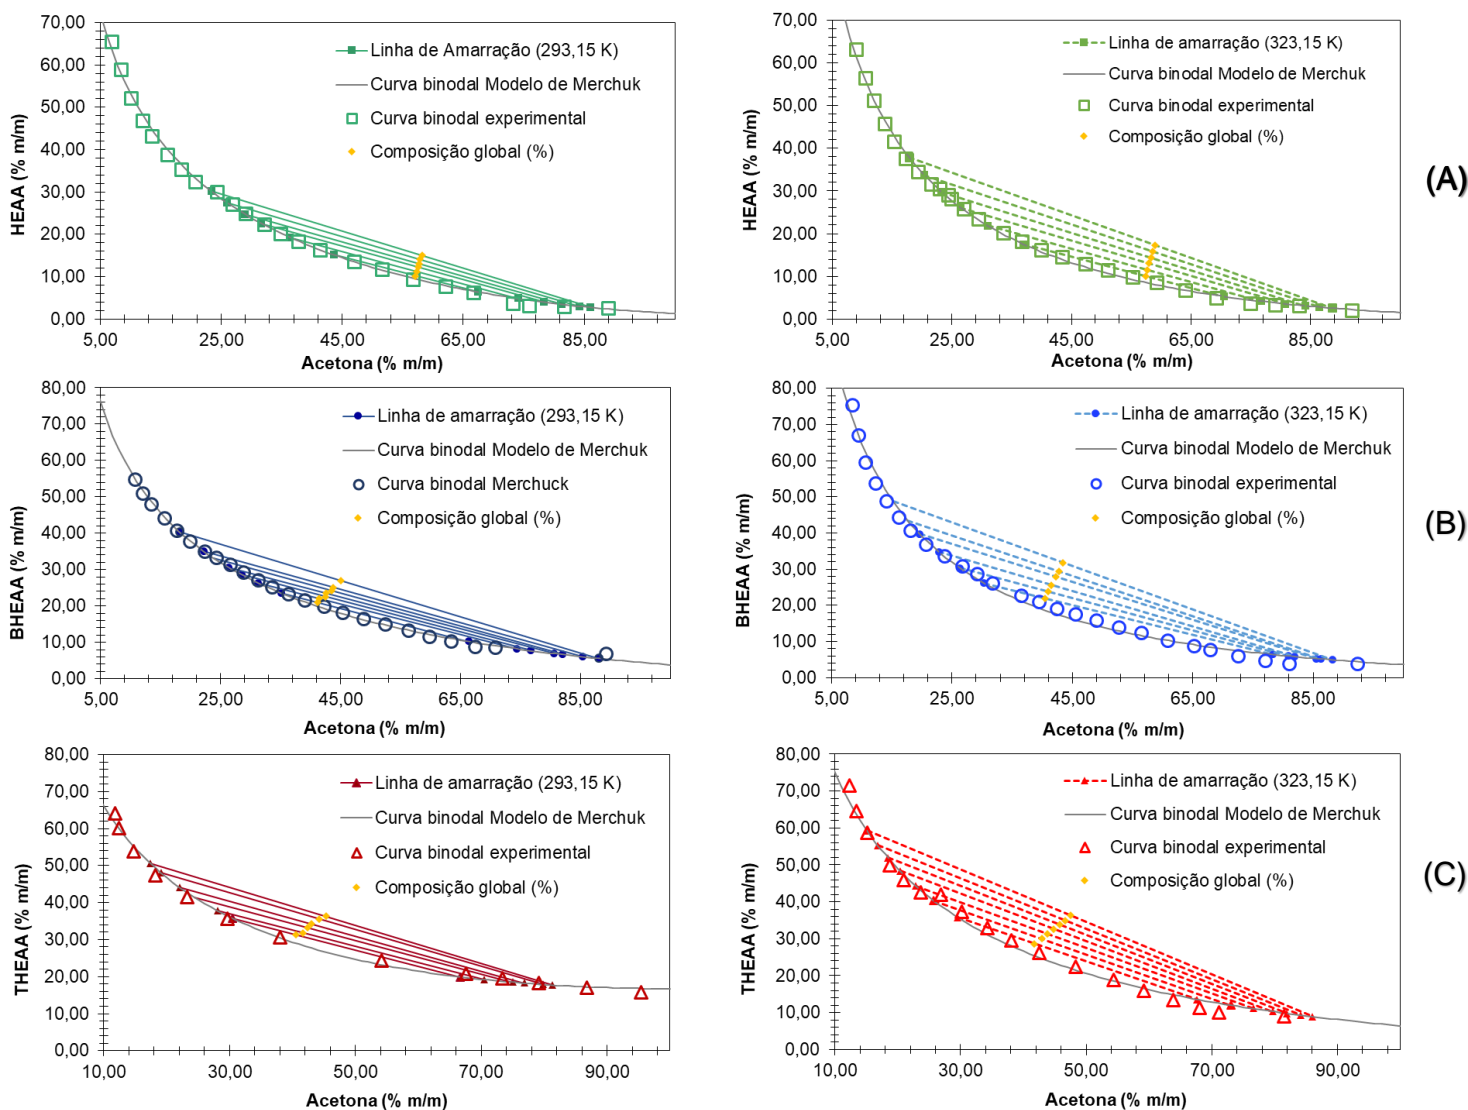 70,00
60,00
50,00
40,00
30,00
20,00
10,00
0,00
HEAA (% m/m)
Linha de Amarração (293,15 K)
Curva binodal Modelo de Merchuk
Curva binodal experimental
Composição global (%)
5,00 25,00 45,00 65,00 85,00
Acetona (% m/m)
70,00
60,00
50,00
40,00
30,00
20,00
10,00
0,00
HEAA (% m/m)
Linha de amarração (323,15 K)
Curva binodal Modelo de Merchuk
Curva binodal experimental
Composição global (%)
5,00 25,00 45,00 65,00 85,00
Acetona (% m/m)
(A)
80,00
70,00
60,00
50,00
40,00
30,00
20,00
10,00
0,00
BHEAA (% m/m)
Linha de amarração (293,15 K)
Curva binodal Modelo de Merchuk
Curva binodal Merchuck
Composição global (%)
5,00 25,00 45,00 65,00 85,00
Acetona (% m/m)
80,00
70,00
60,00
50,00
40,00
30,00
20,00
10,00
0,00
BHEAA (% m/m)
Linha de amarração (323,15 K)
Curva binodal Modelo de Merchuk
Curva binodal experimental
Composição global (%)
5,00 25,00 45,00 65,00 85,00
Acetona (% m/m)
(B)
80,00
70,00
60,00
50,00
40,00
30,00
20,00
10,00
0,00
THEAA (% m/m)
Linha de amarração (293,15 K)
Curva binodal Modelo de Merchuk
Curva binodal experimental
Composição global (%)
10,00 30,00 50,00 70,00 90,00
Acetona (% m/m)
80,00
70,00
60,00
50,00
40,00
30,00
20,00
10,00
0,00
THEAA (% m/m)
Linha de amarração (323,15 K)
Curva binodal Modelo de Merchuk
Curva binodal experimental
Composição global (%)
10,00 30,00 50,00 70,00 90,00
Acetona (% m/m)
(C)